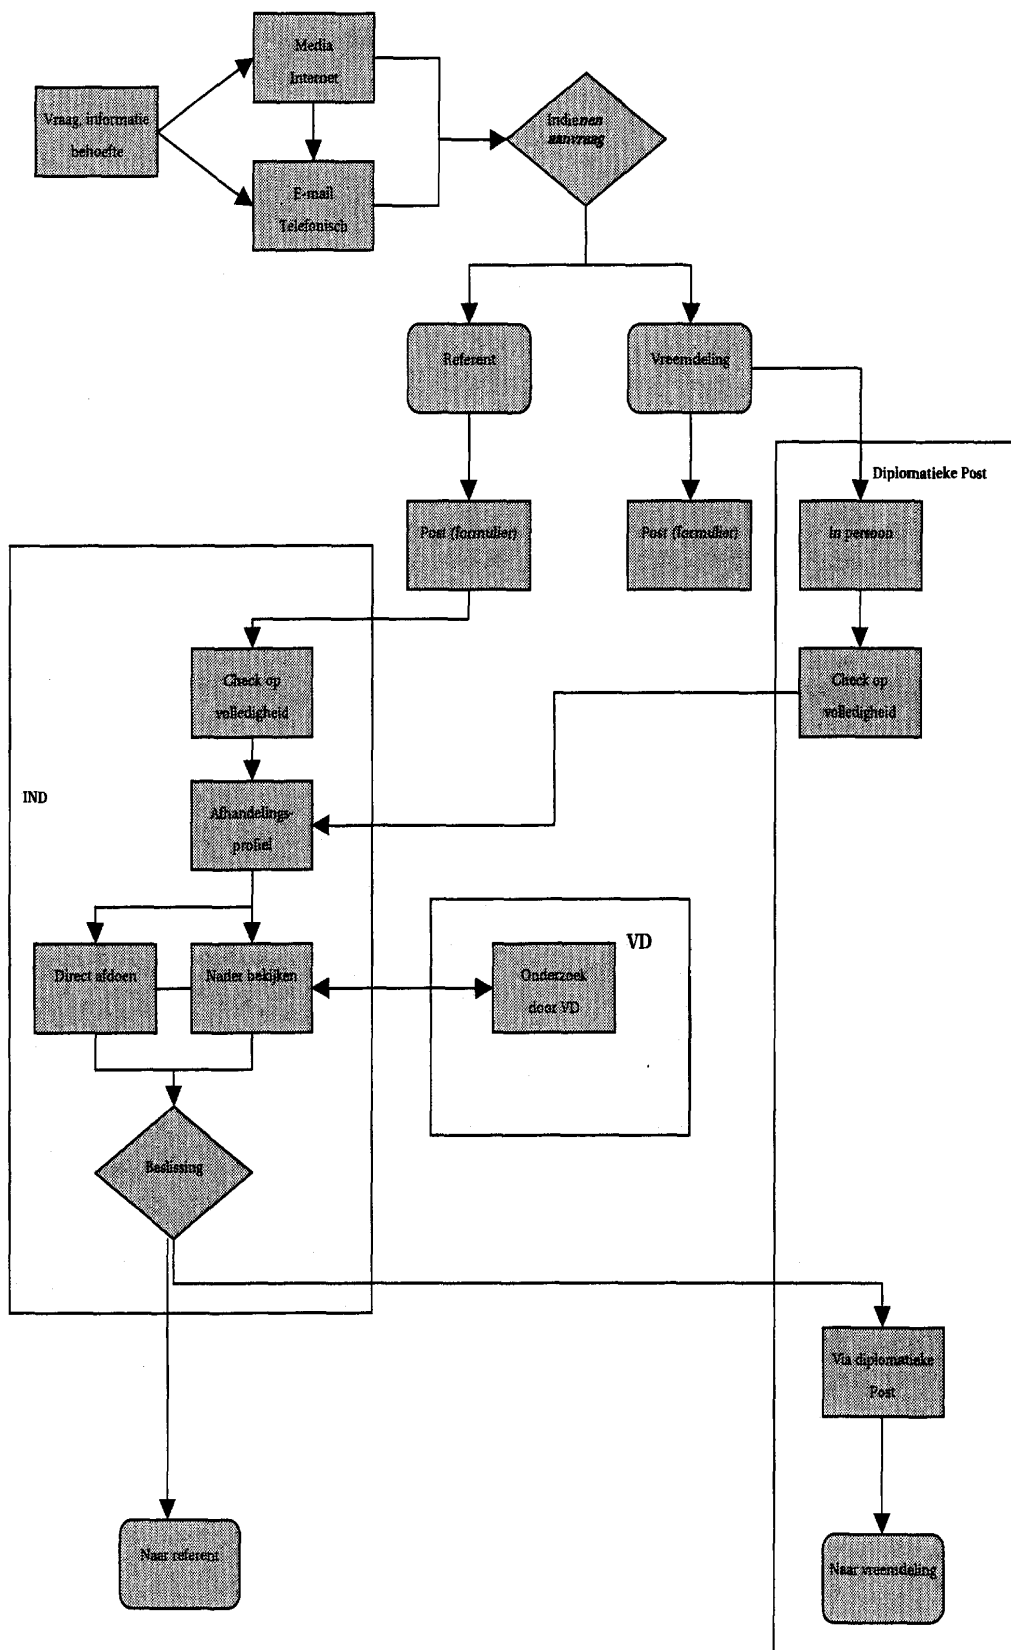 Media
Internet
Vraag, informatie
behoefte
E-mail
Telefonisch
Indienen
aanvraag
Referent
Vreemdeling
Diplomatieke Post
Post (formulier)
Post (formulier)
In persoon
Check op
volledigheid
Check op
volledigheid
IND
Afhandelings-
profiel
VD
Direct afdoen
Nader bekijken
Onderzoek
door VD
Beslissing
Via diplomatieke
Post
Naar referent
Naar vreemdeling